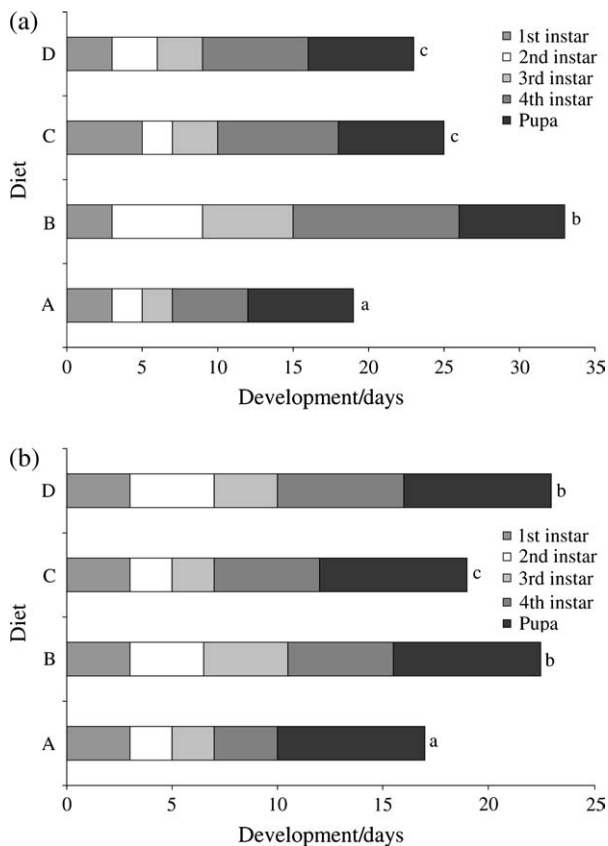 (a)
D
c
C
c
B
b
A
a
Diet
1st instar
2nd instar
3rd instar
4th instar
Pupa
0 5 10 15 20 25 30 35
Development/days
(b)
D
b
C
c
B
b
A
a
Diet
1st instar
2nd instar
3rd instar
4th instar
Pupa
0 5 10 15 20 25
Development/days